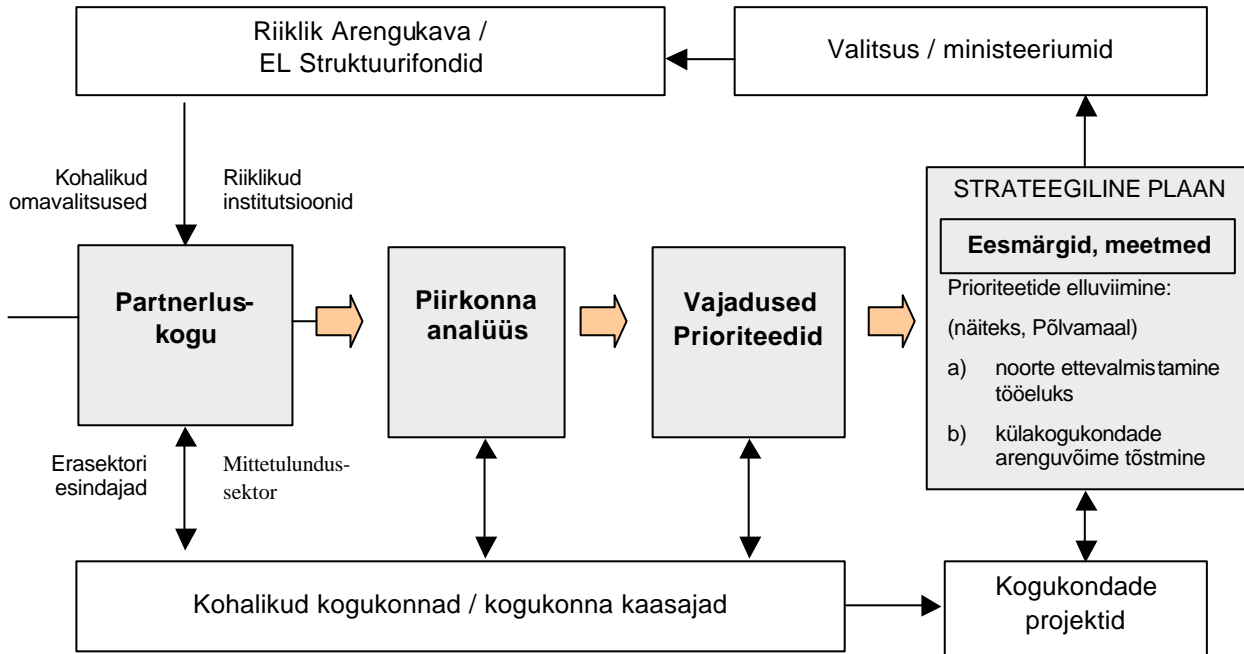 Riiklik Arengukava /
EL Struktuurifondid
Valitsus / ministeeriumid
Kohalikud
omavalitsused
Riiklikud
institutsioonid
Partnerlus-
kogu
Piirkonna
analüüs
Vajadused
Prioriteedid
STRATEEGILINE PLAAN
Eesmärgid, meetmed
Prioriteetide elluviimine:
(näiteks, Põlvamaal)
a) noorte ettevalmistamine
tööeluks
b) külakogukondade
arenguvõime tõstmine
Erasektori
esindajad
Mittetulundus-
sektor
Kohalikud kogukonnad / kogukonna kaasajad
Kogukondade
projektid